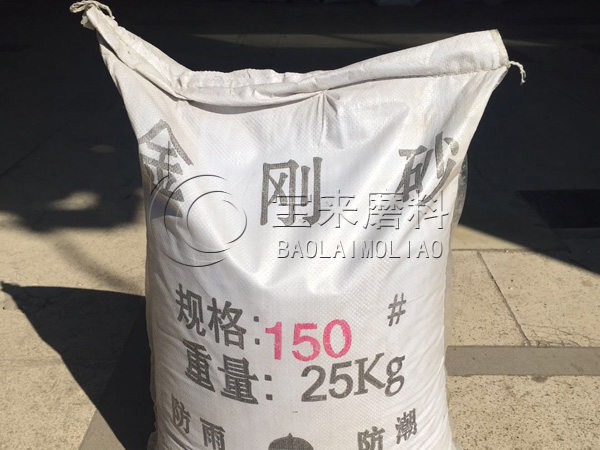 金刚砂
宝来磨料
BAOLAIMOLIAO
规格:150#
重量:25Kg
防雨 防潮